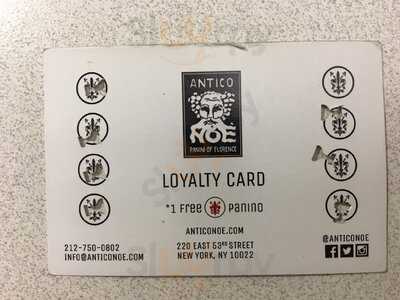 ANTICO
NOE
PANINI OF FLORENCE
LOYALTY CARD
*1 Free Panino
ANTICONOE.COM
212-750-0802
INFO@ANTICONOE.COM
220 EAST 53RD STREET
NEW YORK, NY 10022
@ANTICONOE